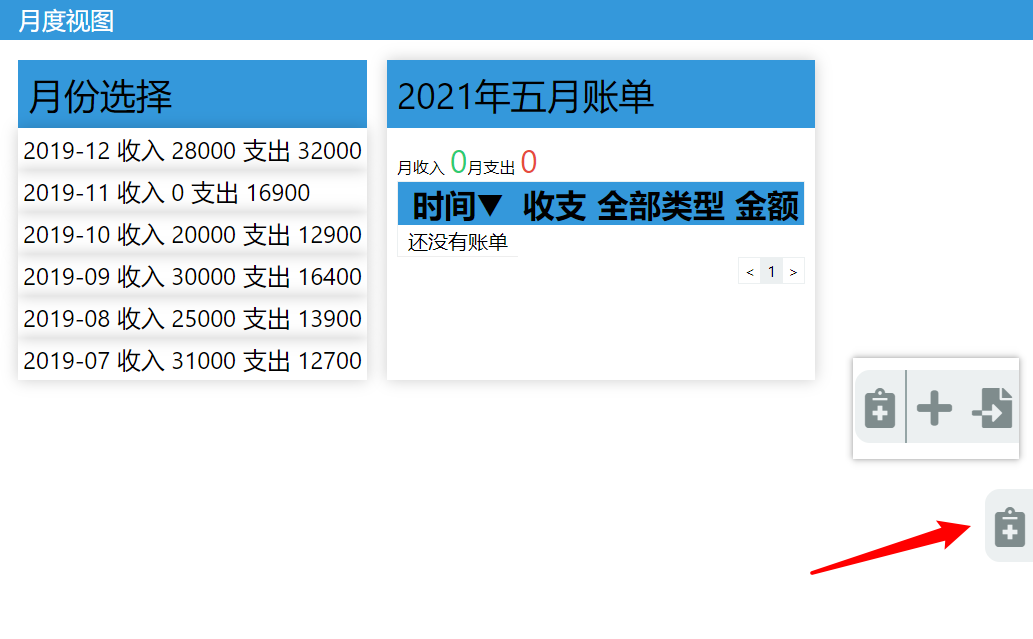 月度视图
月份选择
2019-12 收入 28000 支出 32000
2019-11 收入 0 支出 16900
2019-10 收入 20000 支出 12900
2019-09 收入 30000 支出 16400
2019-08 收入 25000 支出 13900
2019-07 收入 31000 支出 12700
2021年五月账单
月收入 0月支出 0
时间▼ 收支 全部类型 金额
还没有账单
< 1 >